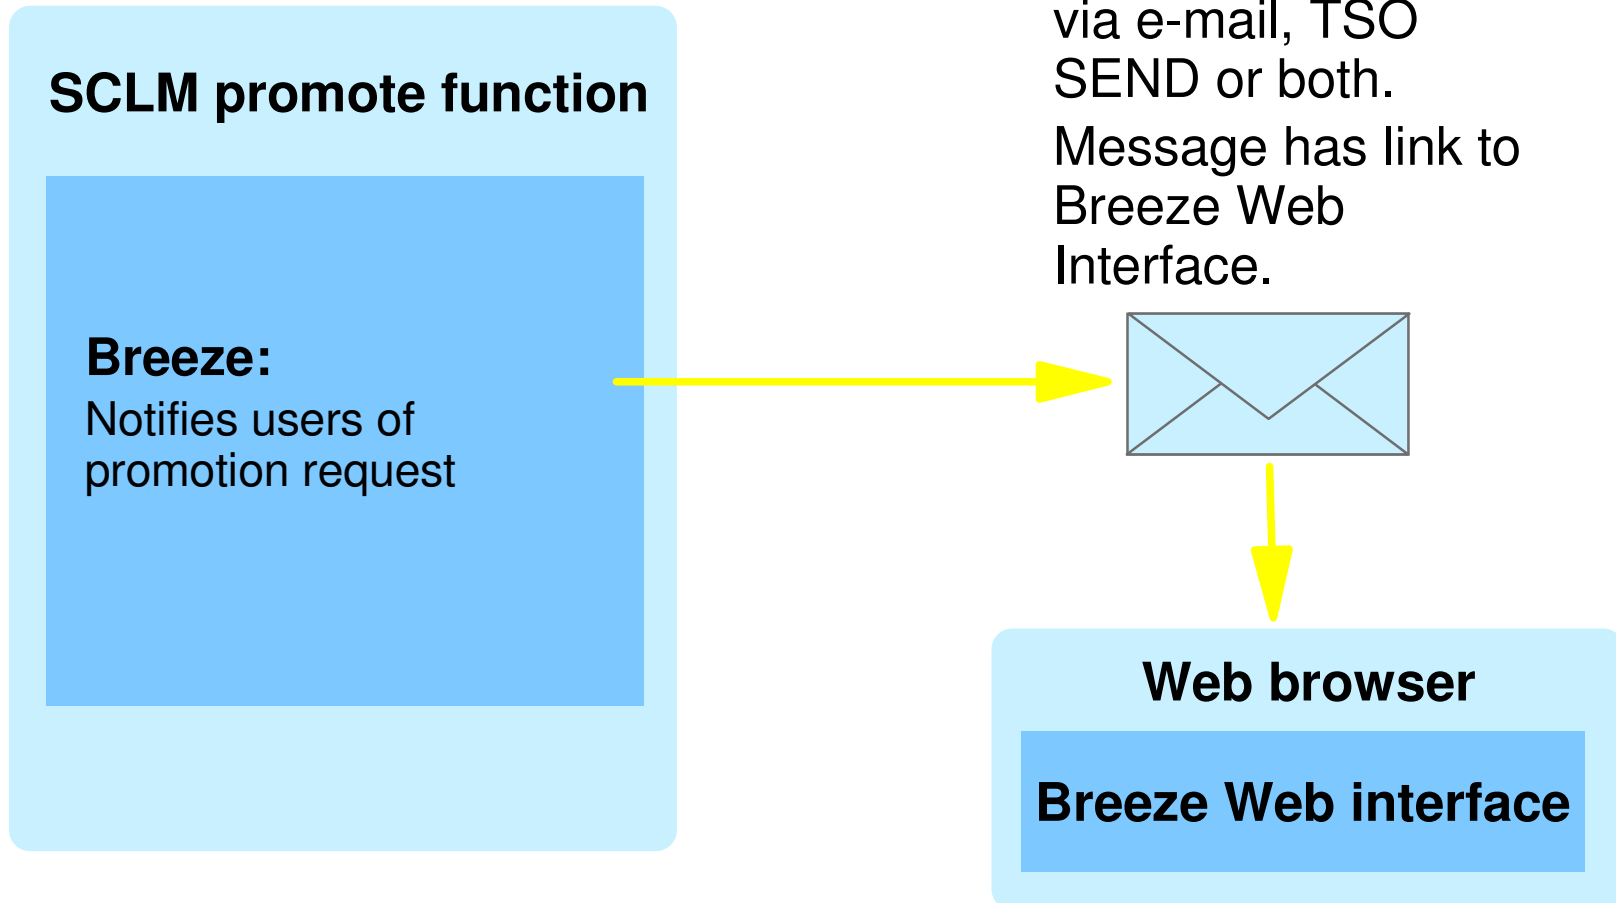 SCLM promote function
Breeze:
Notifies users of
promotion request
via e-mail, TSO
SEND or both.
Message has link to
Breeze Web
Interface.
Web browser
Breeze Web interface